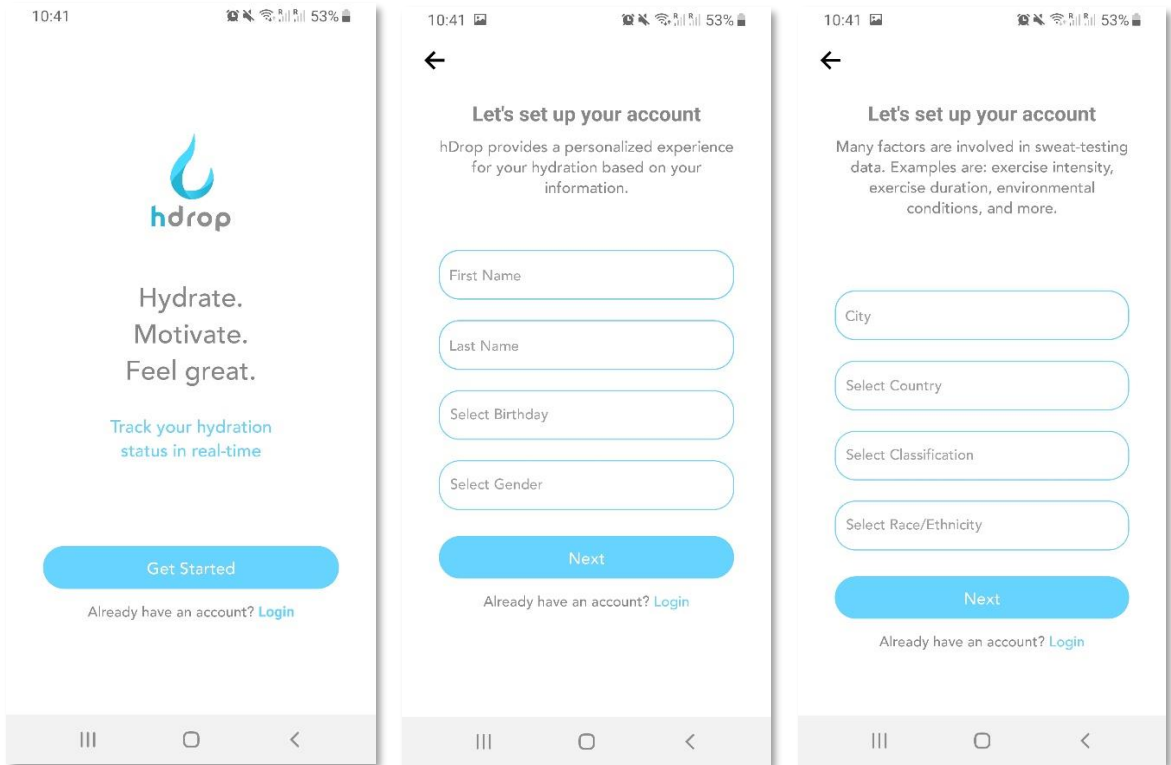 10:41
53%
hdrop
Hydrate.
Motivate.
Feel great.
Track your hydration
status in real-time
Get Started
Already have an account? Login
10:41
53%
Let's set up your account
hDrop provides a personalized experience
for your hydration based on your
information.
First Name
Last Name
Select Birthday
Select Gender
Next
Already have an account? Login
10:41
53%
Let's set up your account
Many factors are involved in sweat-testing
data. Examples are: exercise intensity,
exercise duration, environmental
conditions, and more.
City
Select Country
Select Classification
Select Race/Ethnicity
Next
Already have an account? Login